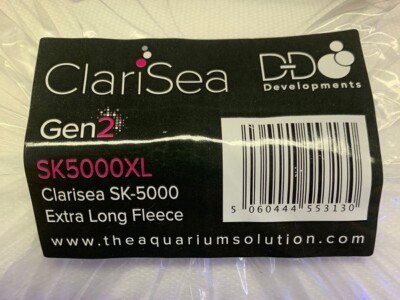 ClariSea
D-D
Developments
Gen2
SK5000XL
Clarisea SK-5000
Extra Long Fleece
5 060444 553130
www.theaquariumsolution.com